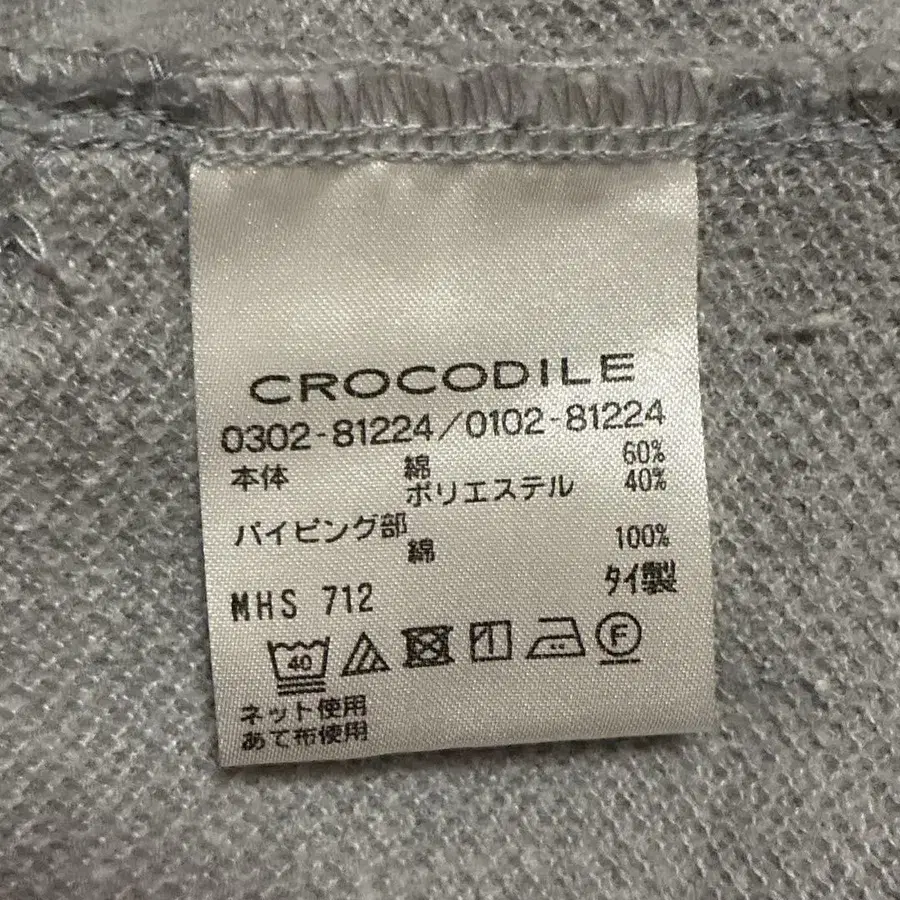 CROCODILE
0302-81224/0102-81224
本体 綿 60%
ポリエステル 40%
パイピング部
綿 100%
タイ製
MHS 712
40 F
ネット使用
あて布使用